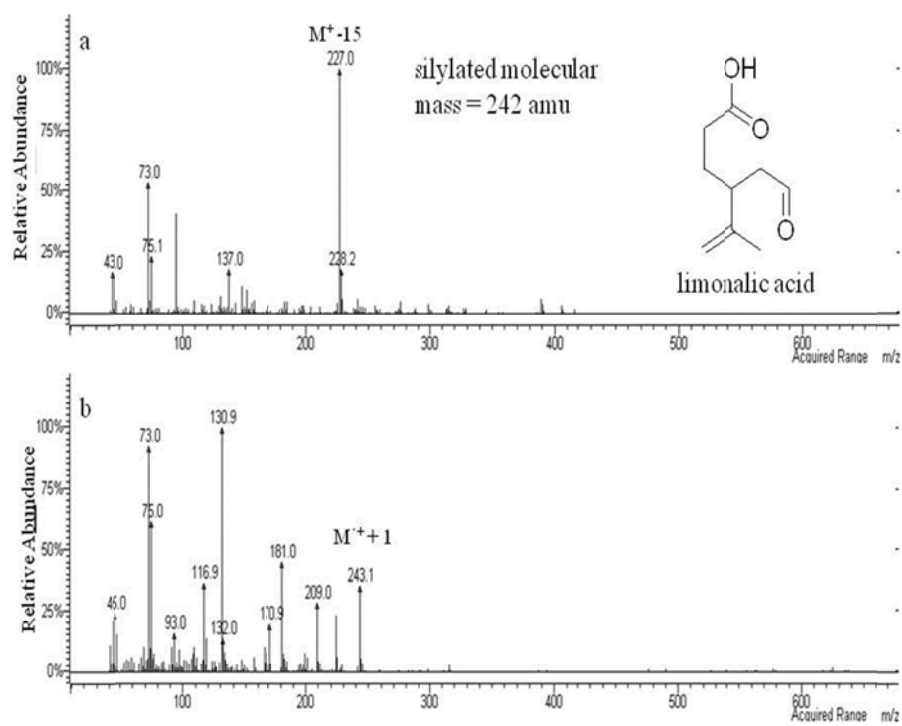 a
M⁺-15
227.0
silylated molecular
mass = 242 amu
OH
O
O
limonalic acid
Relative Abundance
100%
75%
50%
25%
0%
73.0
75.1
43.0
137.0
228.2
100
200
300
400
500
600
Acquired Range m/z
b
Relative Abundance
100%
75%
50%
25%
0%
130.9
73.0
75.0
M·⁺+1
181.0
116.9
243.1
209.0
170.9
93.0
132.0
100
200
300
400
500
600
Acquired Range m/z